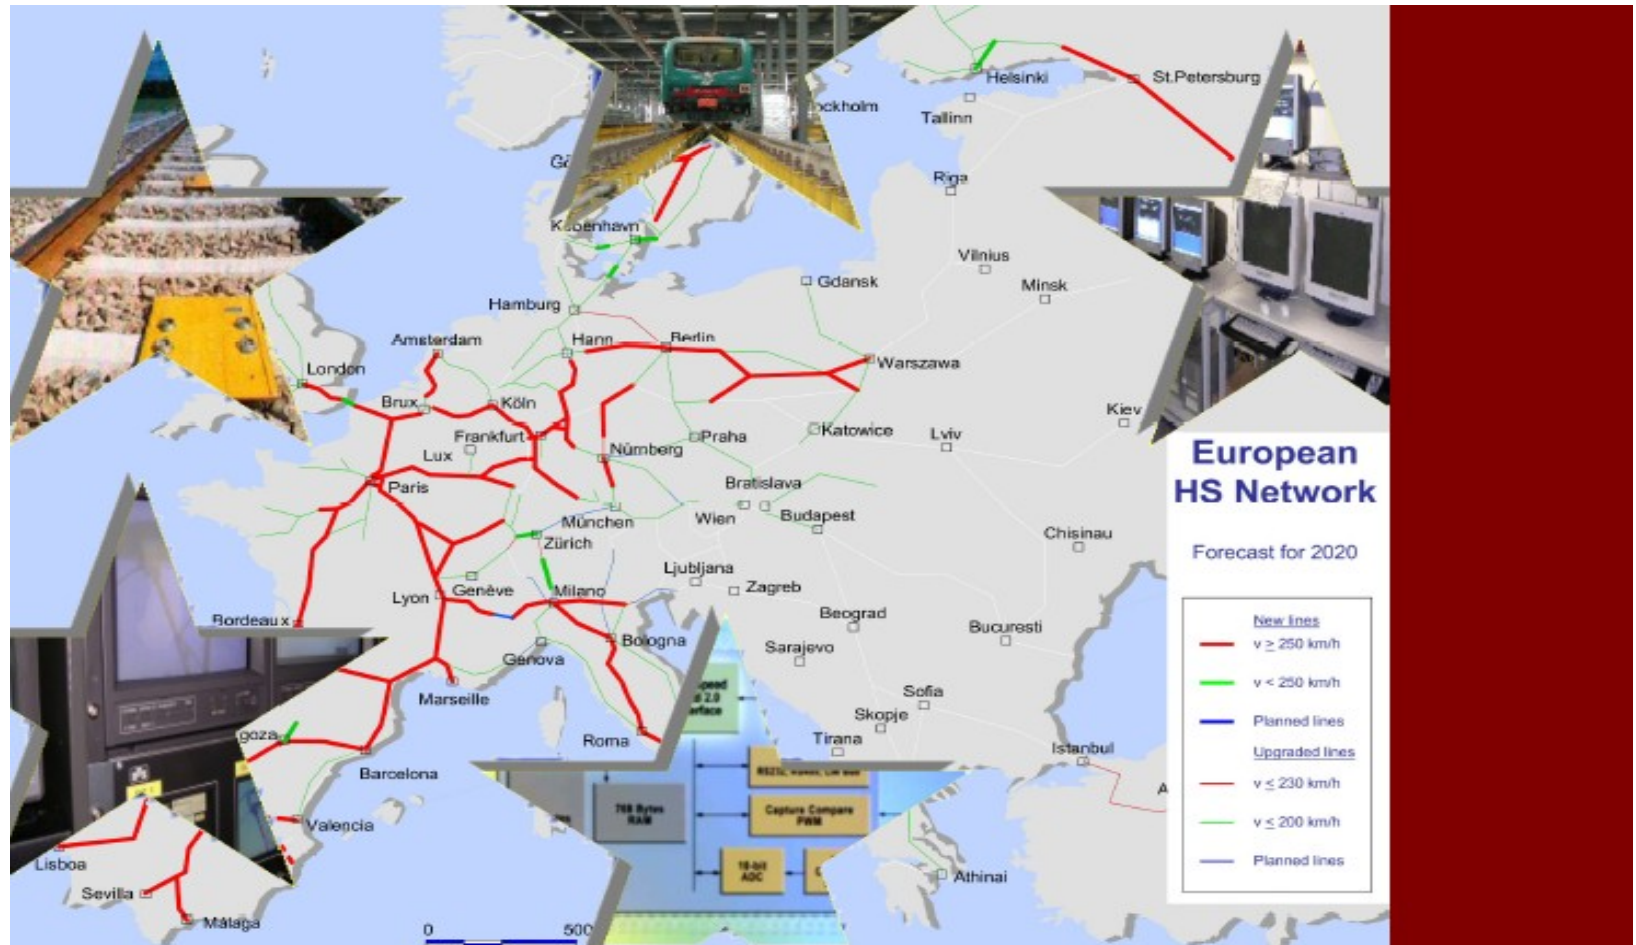 Helsinki
St.Petersburg
Tallinn
Riga
Vilnius
Minsk
Gdansk
Hamburg
Amsterdam
Hann
Berlin
Warszawa
London
Brux
Köln
Kiev
Frankfurt
Lux
Nürnberg
Praha
Katowice
Lviv
Paris
Bratislava
München
Wien
Budapest
Zürich
Chisinau
Ljubljana
Lyon
Genève
Milano
Zagreb
Bordeaux
Beograd
Bologna
Bucuresti
Genova
Sarajevo
Marseille
Sofia
Skopje
goza
Roma
Tirana
Istanbul
Barcelona
768 Bytes
RAM
Capture Compare
PWM
Valencia
Lisboa
10-bit
ADC
Athinai
Sevilla
Málaga
0 500
European
HS Network
Forecast for 2020
New lines
v ≥ 250 km/h
v < 250 km/h
Planned lines
Upgraded lines
v ≤ 230 km/h
v ≤ 200 km/h
Planned lines